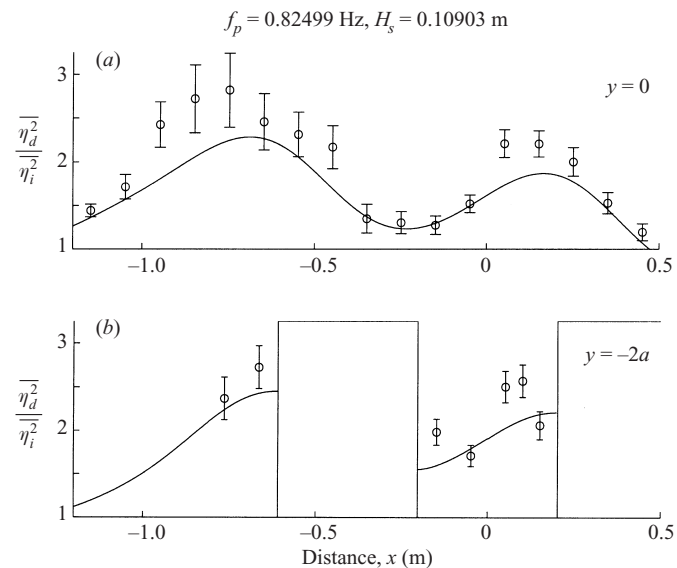 f_p = 0.82499 Hz, H_s = 0.10903 m
(a)
y = 0
3
2
1
η_d^2
η_i^2
−1.0
−0.5
0
0.5
(b)
y = −2a
3
2
1
η_d^2
η_i^2
−1.0
−0.5
0
0.5
Distance, x (m)